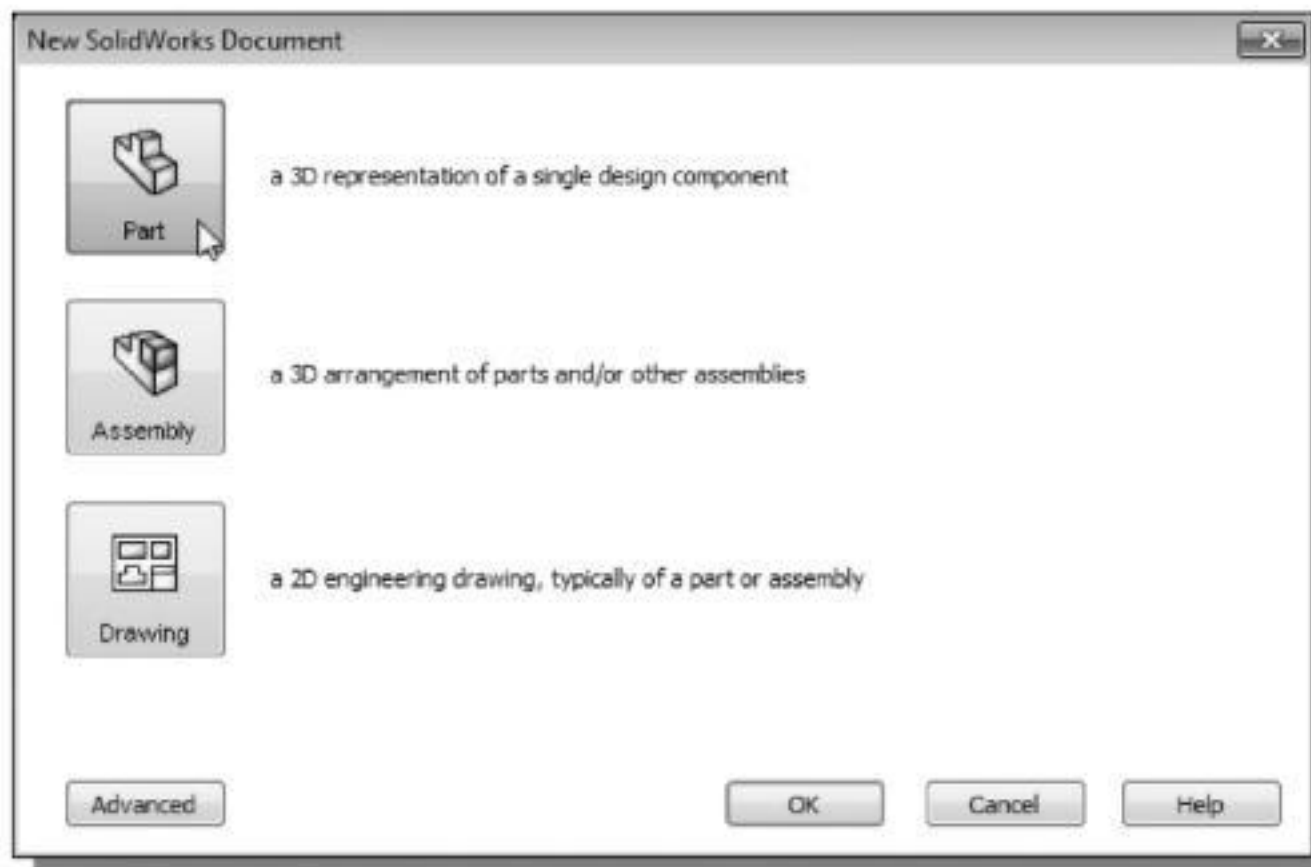 New SolidWorks Document
Part
a 3D representation of a single design component
Assembly
a 3D arrangement of parts and/or other assemblies
Drawing
a 2D engineering drawing, typically of a part or assembly
Advanced
OK
Cancel
Help